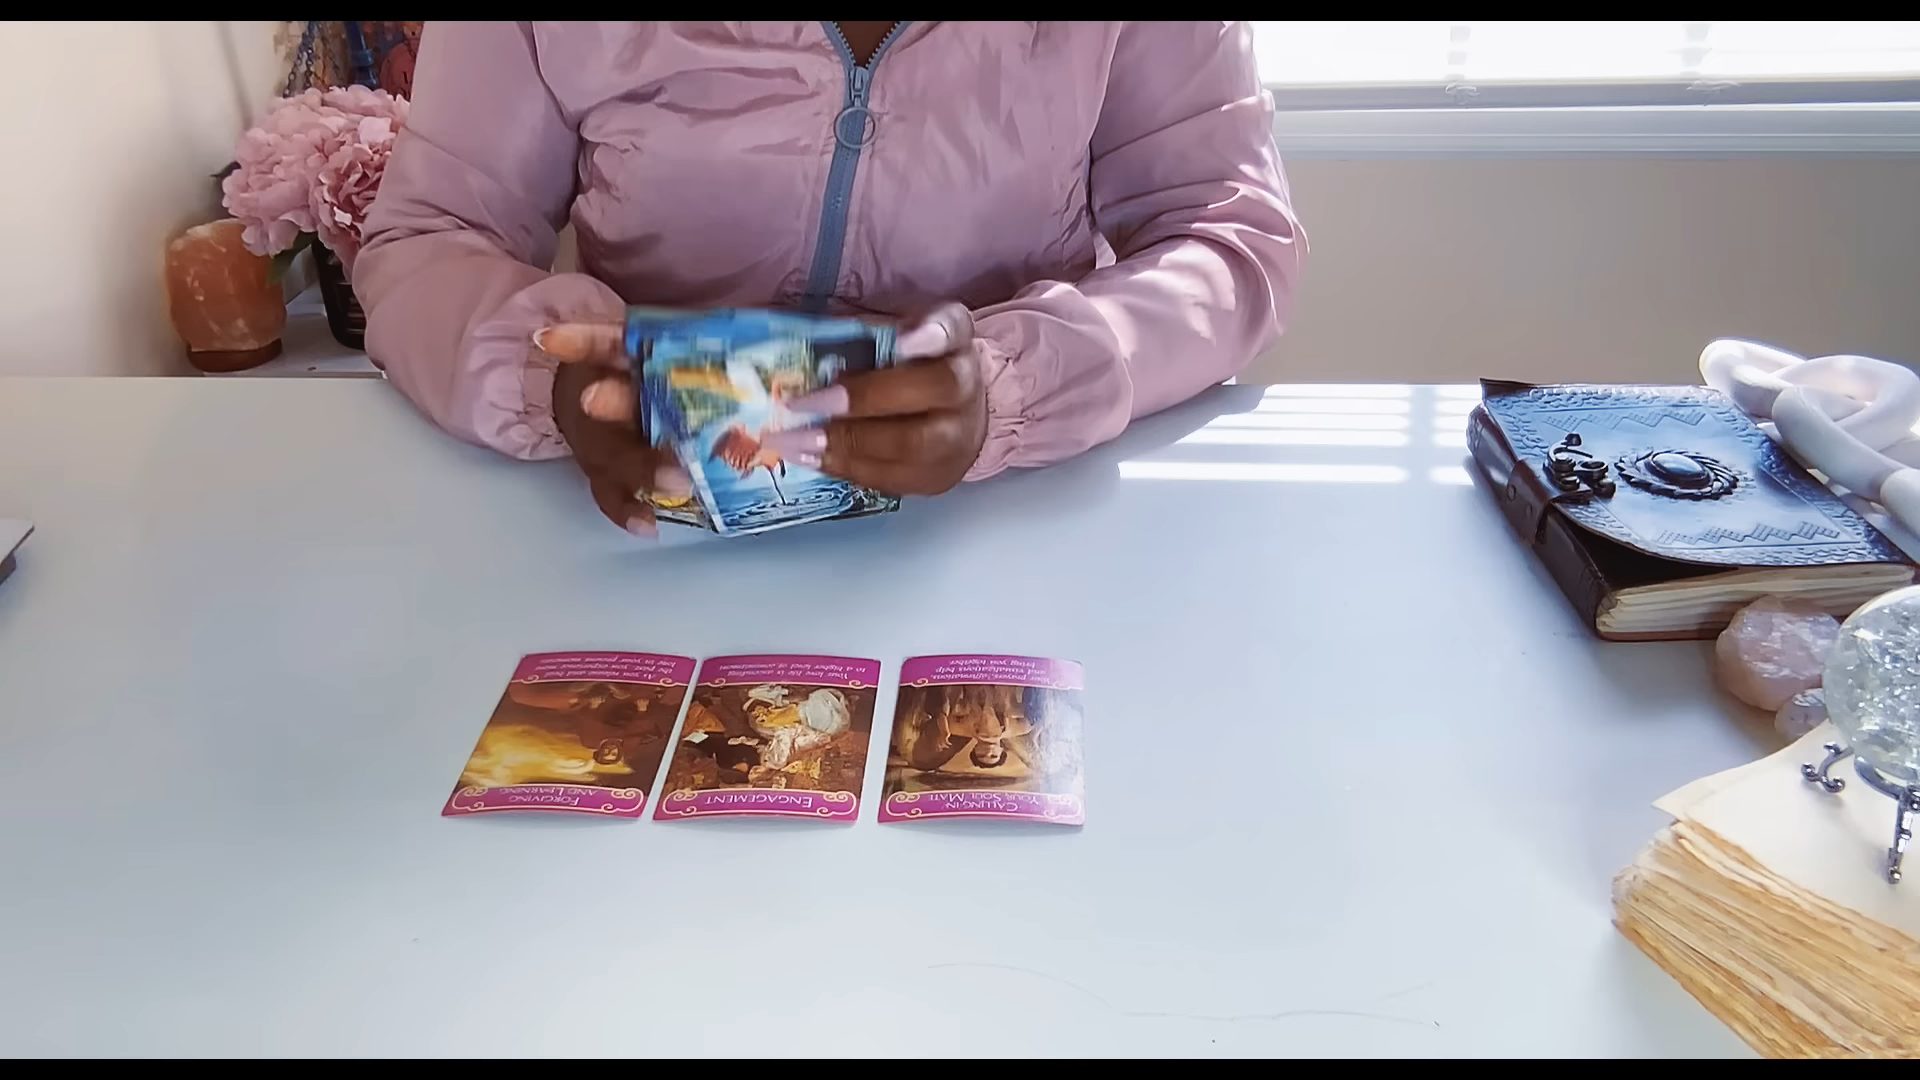 As you release and heal
the past, you experience more
love in your present moment.
FORGIVING
AND LEARNING
Your love life is ascending
to a higher level of commitment
ENGAGEMENT
Your prayers, affirmations,
and visualizations help
bring you together.
CALLING IN
YOUR SOUL MATE